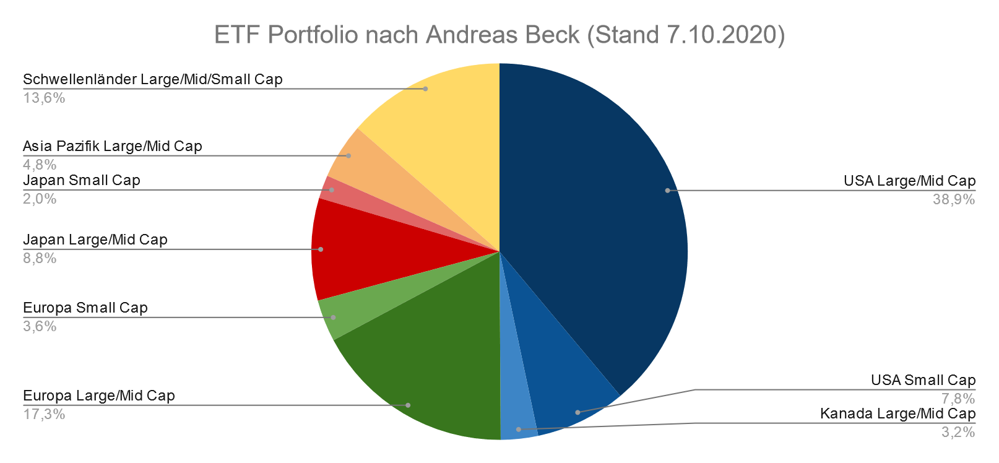 ETF Portfolio nach Andreas Beck (Stand 7.10.2020)
Schwellenländer Large/Mid/Small Cap
13,6%
Asia Pazifik Large/Mid Cap
4,8%
Japan Small Cap
2,0%
Japan Large/Mid Cap
8,8%
Europa Small Cap
3,6%
Europa Large/Mid Cap
17,3%
USA Large/Mid Cap
38,9%
USA Small Cap
7,8%
Kanada Large/Mid Cap
3,2%